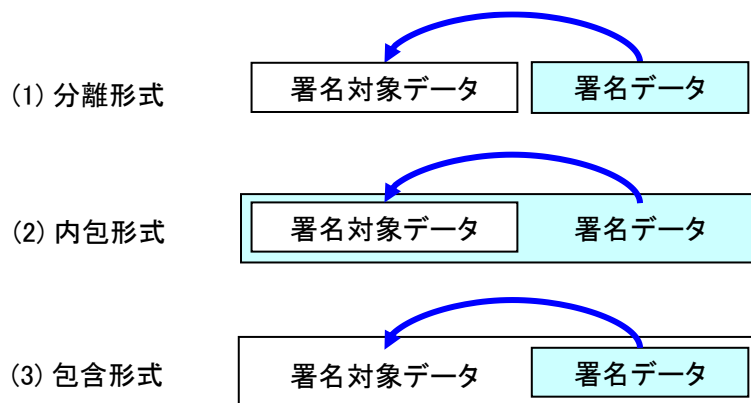 (1) 分離形式 署名対象データ 署名データ
(2) 内包形式 署名対象データ 署名データ
(3) 包含形式 署名対象データ 署名データ